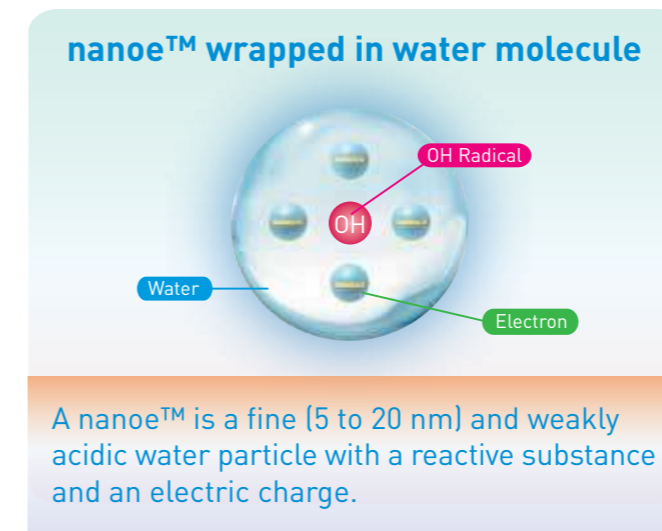 nanoe™ wrapped in water molecule
OH Radical
OH
Water
Electron
A nanoe™ is a fine (5 to 20 nm) and weakly
acidic water particle with a reactive substance
and an electric charge.